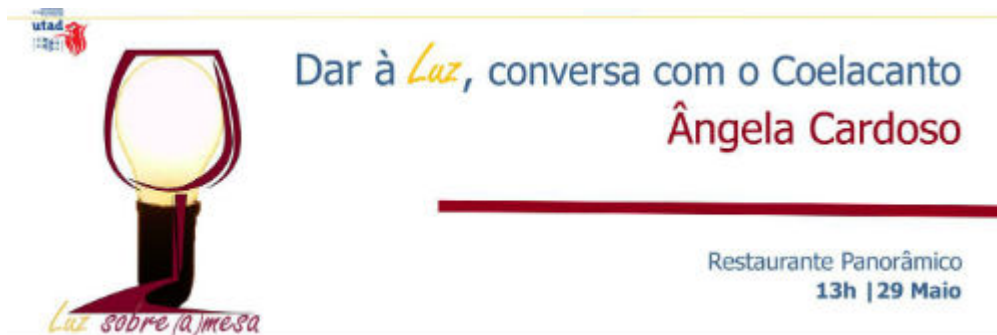 utad
Dar à Luz, conversa com o Coelacanto
Ângela Cardoso
Restaurante Panorâmico
13h | 29 Maio
Luz sobre (a) mesa